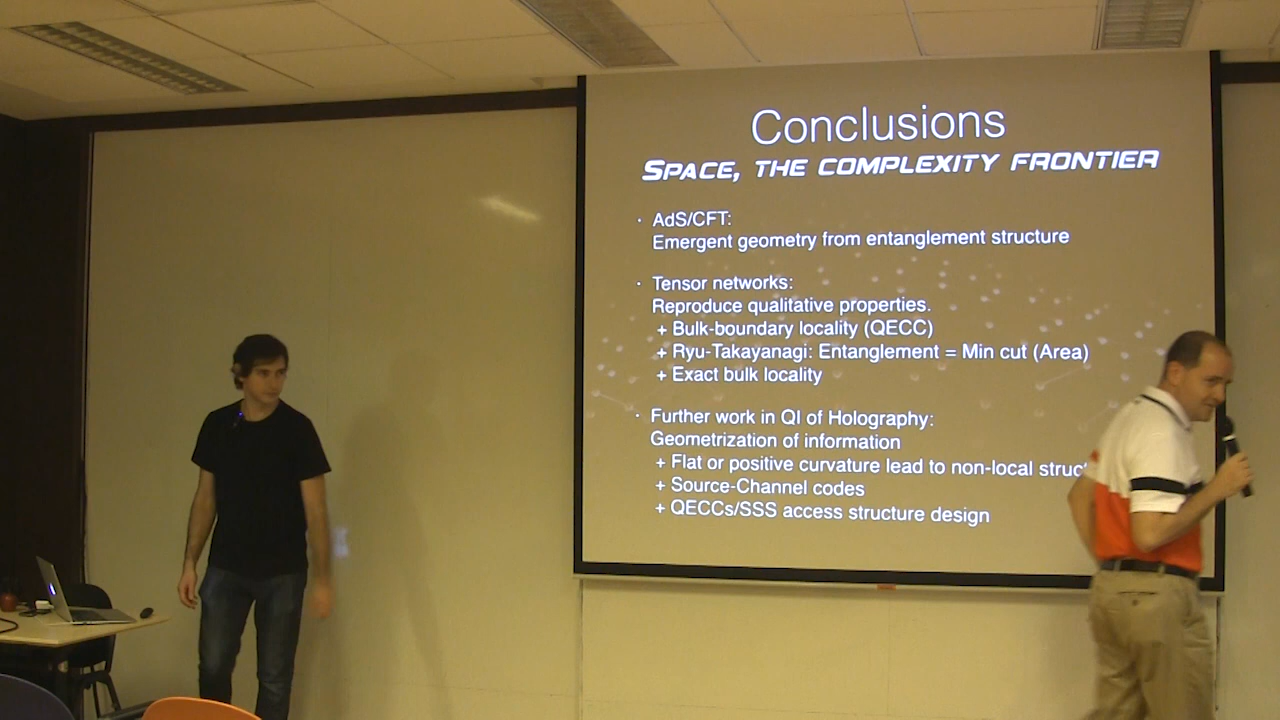 Conclusions
SPACE, THE COMPLEXITY FRONTIER
· AdS/CFT:
Emergent geometry from entanglement structure
· Tensor networks:
Reproduce qualitative properties.
+ Bulk-boundary locality (QECC)
+ Ryu-Takayanagi: Entanglement = Min cut (Area)
+ Exact bulk locality
· Further work in QI of Holography:
Geometrization of information
+ Flat or positive curvature lead to non-local struct
+ Source-Channel codes
+ QECCs/SSS access structure design